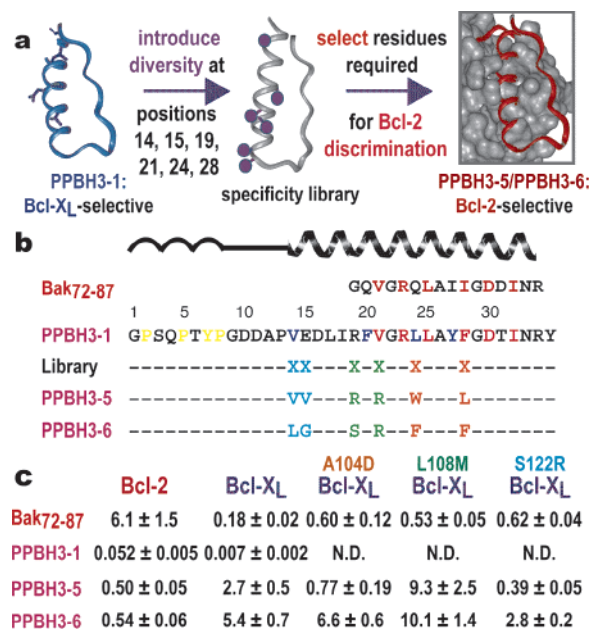 a
introduce
diversity at
positions
14, 15, 19,
21, 24, 28
select residues
required
for Bcl-2
discrimination
PPBH3-1:
Bcl-XL-selective
specificity library
PPBH3-5/PPBH3-6:
Bcl-2-selective
b
Bak72-87 GQVGRQLAIIGDDINR
1 5 10 15 20 25 30
PPBH3-1 GPSQPTYPGDDAPVEDLIRFVGRLLAYFGDTINRY
Library -------------XX---X-X--X---X-------
PPBH3-5 -------------VV---R-R--W---L-------
PPBH3-6 -------------LG---S-R--F---F-------
c
A104D L108M S122R
Bcl-2 Bcl-XL Bcl-XL Bcl-XL Bcl-XL
Bak72-87 6.1 ± 1.5 0.18 ± 0.02 0.60 ± 0.12 0.53 ± 0.05 0.62 ± 0.04
PPBH3-1 0.052 ± 0.005 0.007 ± 0.002 N.D. N.D. N.D.
PPBH3-5 0.50 ± 0.05 2.7 ± 0.5 0.77 ± 0.19 9.3 ± 2.5 0.39 ± 0.05
PPBH3-6 0.54 ± 0.06 5.4 ± 0.7 6.6 ± 0.6 10.1 ± 1.4 2.8 ± 0.2